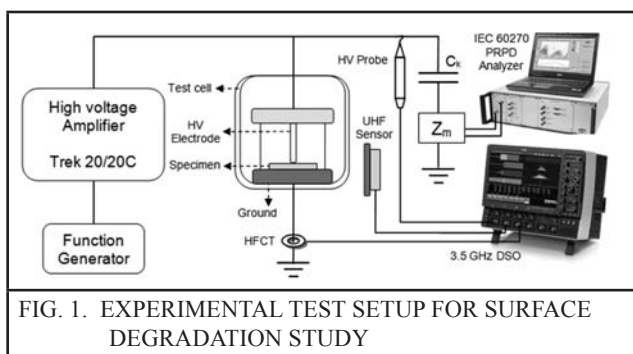 High voltage
Amplifier
Trek 20/20C
Function
Generator
Test cell
HV
Electrode
Specimen
Ground
HFCT
HV Probe
UHF
Sensor
Ck
Zm
IEC 60270
PRPD
Analyzer
3.5 GHz DSO
FIG. 1. EXPERIMENTAL TEST SETUP FOR SURFACE
DEGRADATION STUDY